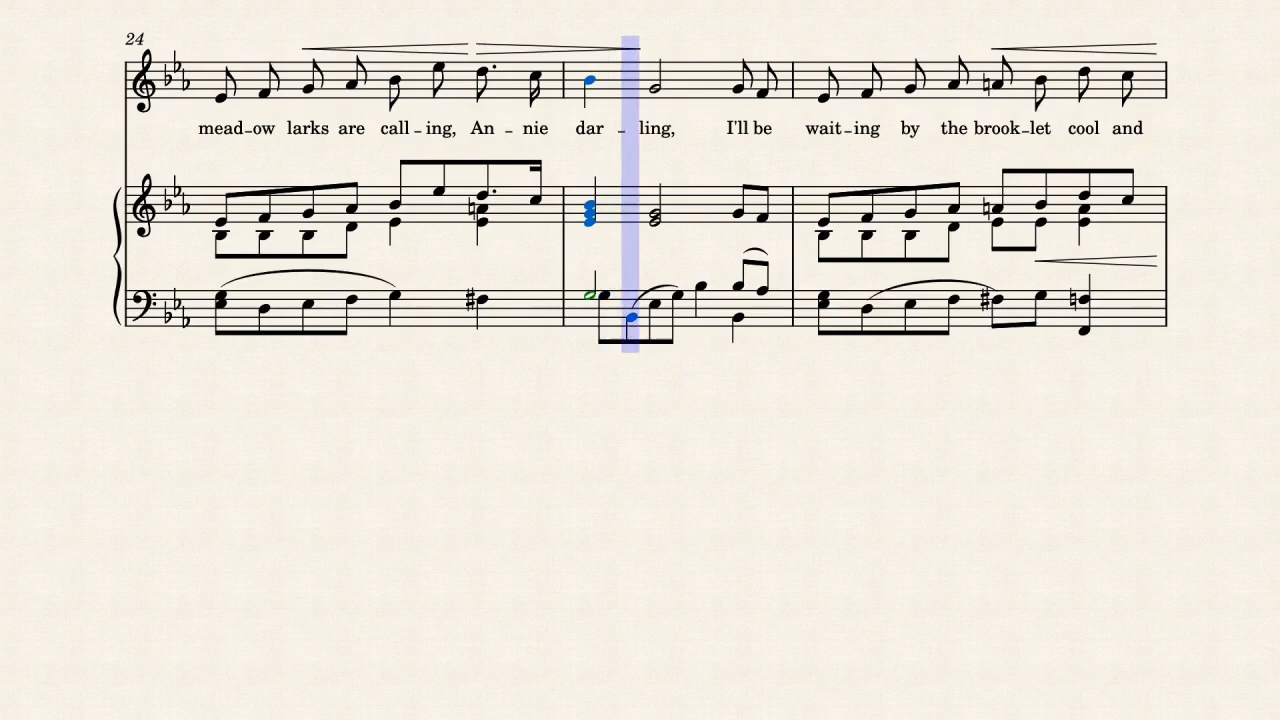 24
mead-ow larks are call-ing, An-nie dar-ling, I'll be wait-ing by the brook-let cool and